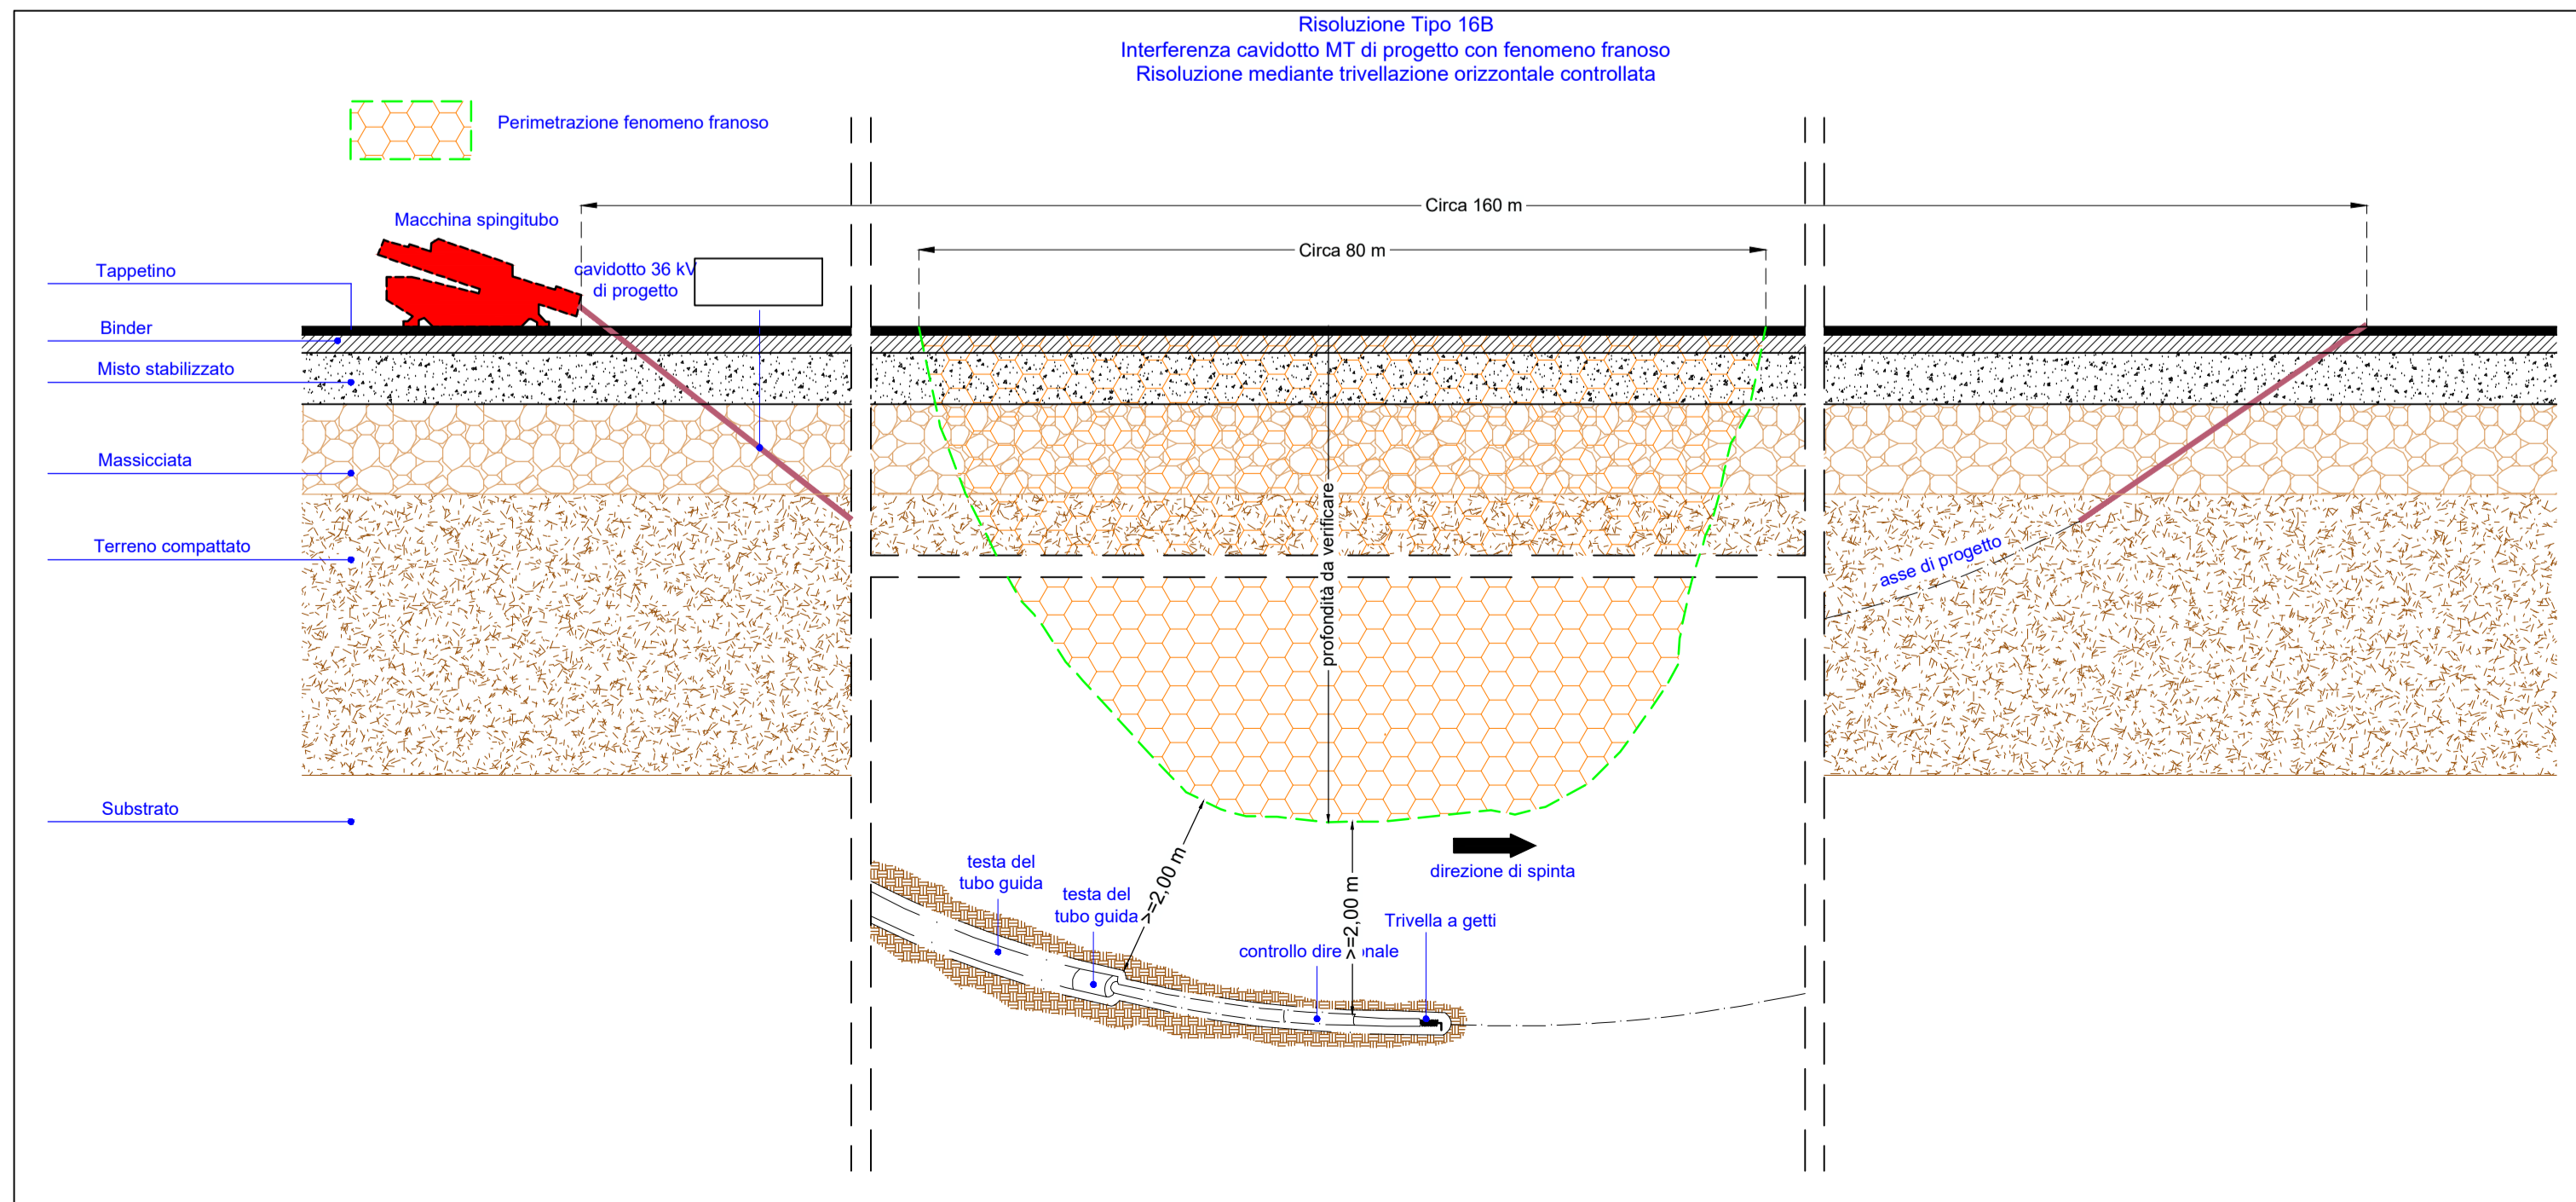 Risoluzione Tipo 16B
Interferenza cavidotto MT di progetto con fenomeno franoso
Risoluzione mediante trivellazione orizzontale controllata
Perimetrazione fenomeno franoso
Circa 160 m
Macchina spingitubo
Circa 80 m
Tappetino
cavidotto 36 kV
di progetto
Binder
Misto stabilizzato
Massicciata
profondità da verificare
Terreno compattato
asse di progetto
Substrato
testa del
tubo guida
testa del
tubo guida
>=2,00 m
>=2,00 m
direzione di spinta
Trivella a getti
controllo dire onale